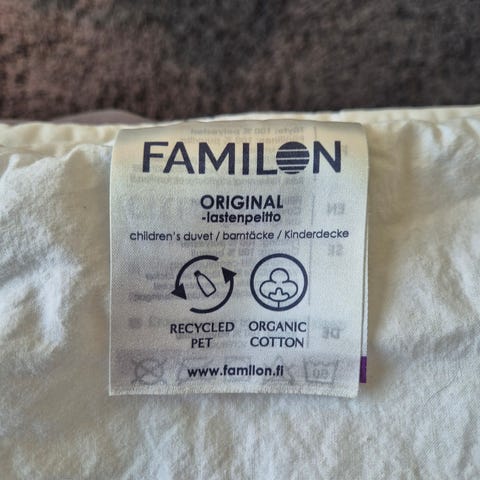 FAMILON
ORIGINAL
-lastenpeitto
children's duvet / barntäcke / Kinderdecke
RECYCLED PET
ORGANIC COTTON
www.familon.fi